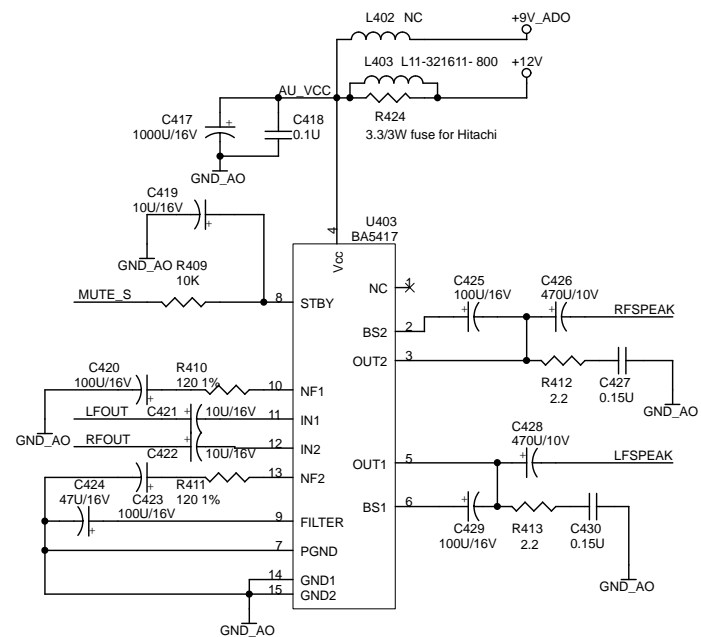 L402 NC
+9V_ADO
L403 L11-321611- 800
+12V
AU_VCC
R424
3.3/3W fuse for Hitachi
C417
1000U/16V
+
C418
0.1U
GND_AO
C419
10U/16V
+
GND_AO
R409
10K
MUTE_S
U403
BA5417
4
Vcc
8 STBY
NC 1
BS2 2
OUT2 3
C425
100U/16V
+
C426
470U/10V
+
RFSPEAK
R412
2.2
C427
0.15U
GND_AO
C420
100U/16V
+
R410
120 1%
10 NF1
LFOUT C421 + 10U/16V 11 IN1
GND_AO
RFOUT + 10U/16V 12 IN2
C422
13 NF2
+
R411
120 1%
C424
47U/16V
+
C423
100U/16V
9 FILTER
7 PGND
14 GND1
15 GND2
GND_AO
OUT1 5
BS1 6
C428
470U/10V
+
LFSPEAK
C429
100U/16V
+
R413
2.2
C430
0.15U
GND_AO